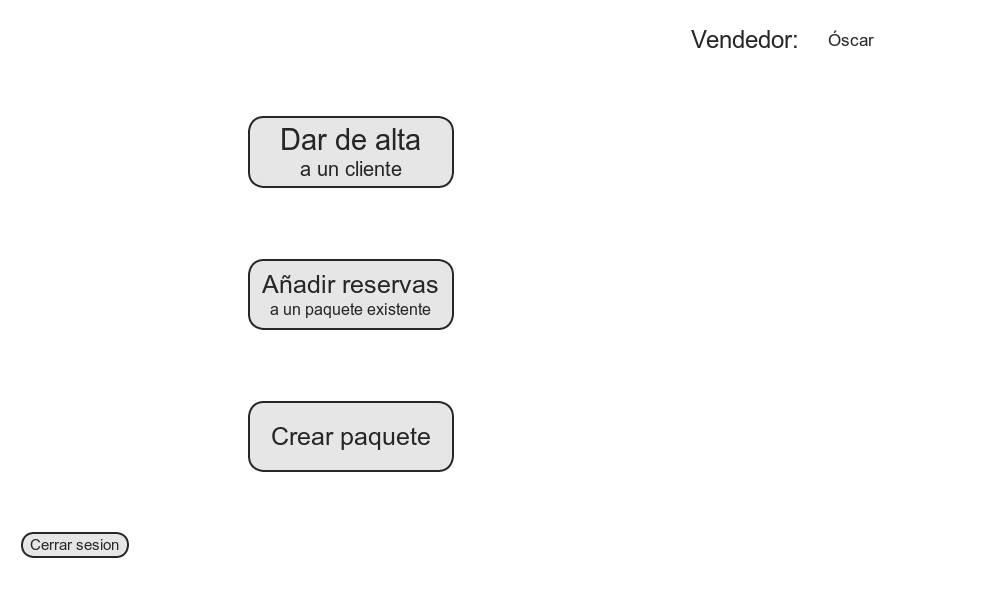 Vendedor: Óscar
Dar de alta
a un cliente
Añadir reservas
a un paquete existente
Crear paquete
Cerrar sesion